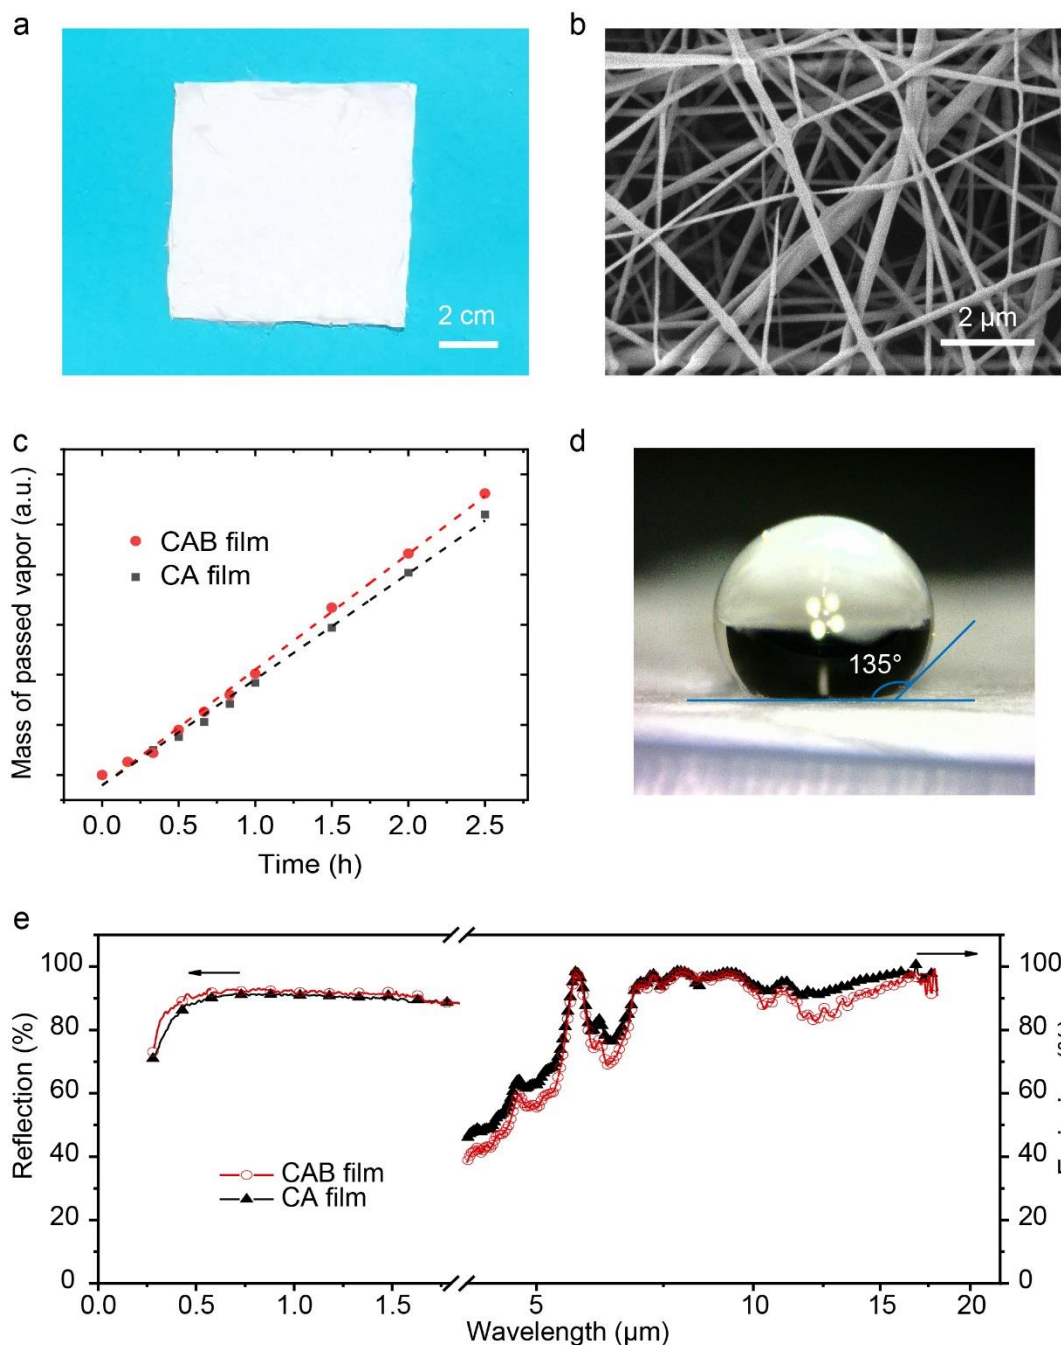 a
2 cm
b
2 μm
c
Mass of passed vapor (a.u.)
CAB film
CA film
0.0 0.5 1.0 1.5 2.0 2.5
Time (h)
d
135°
e
Reflection (%)
100
80
60
40
20
0
CAB film
CA film
100
80
60
40
20
0
0.0 0.5 1.0 1.5 5 10 15 20
Wavelength (μm)